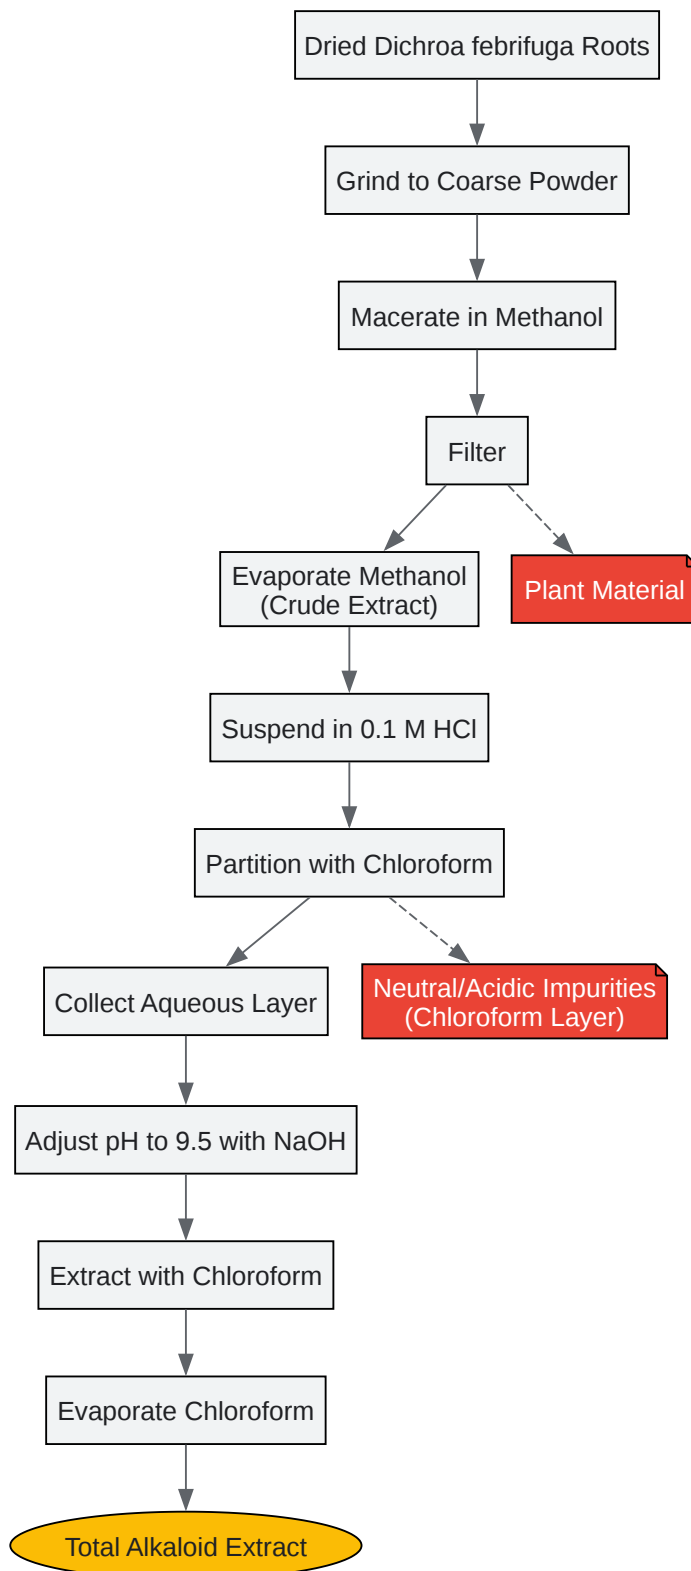 Dried Dichroa febrifuga Roots
Grind to Coarse Powder
Macerate in Methanol
Filter
Evaporate Methanol
(Crude Extract)
Plant Material
Suspend in 0.1 M HCl
Partition with Chloroform
Collect Aqueous Layer
Neutral/Acidic Impurities
(Chloroform Layer)
Adjust pH to 9.5 with NaOH
Extract with Chloroform
Evaporate Chloroform
Total Alkaloid Extract